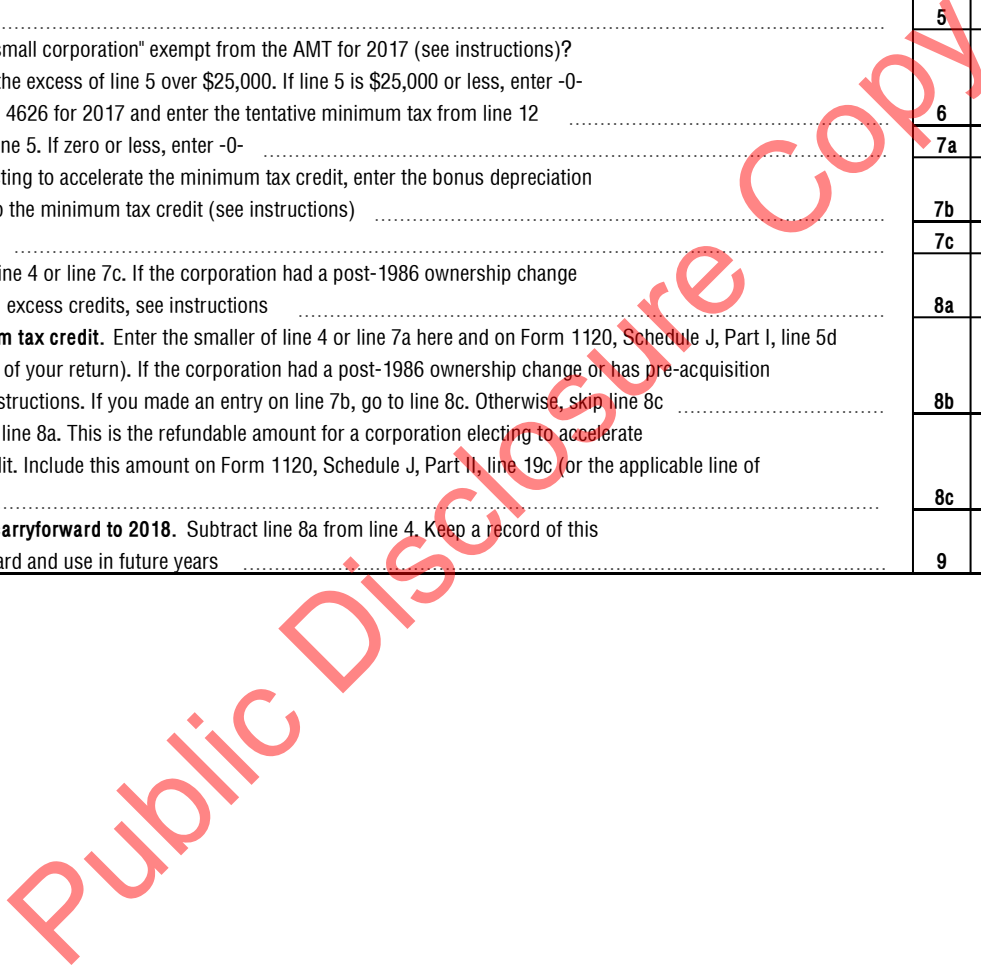 5
small corporation" exempt from the AMT for 2017 (see instructions)?
the excess of line 5 over $25,000. If line 5 is $25,000 or less, enter -0-
4626 for 2017 and enter the tentative minimum tax from line 12 6
ne 5. If zero or less, enter -0- 7a
ting to accelerate the minimum tax credit, enter the bonus depreciation
o the minimum tax credit (see instructions) 7b
7c
ine 4 or line 7c. If the corporation had a post-1986 ownership change
excess credits, see instructions 8a
m tax credit. Enter the smaller of line 4 or line 7a here and on Form 1120, Schedule J, Part I, line 5d
of your return). If the corporation had a post-1986 ownership change or has pre-acquisition
structions. If you made an entry on line 7b, go to line 8c. Otherwise, skip line 8c 8b
line 8a. This is the refundable amount for a corporation electing to accelerate
dit. Include this amount on Form 1120, Schedule J, Part II, line 19c (or the applicable line of
8c
arryforward to 2018. Subtract line 8a from line 4. Keep a record of this
ard and use in future years 9
Public Disclosure Copy